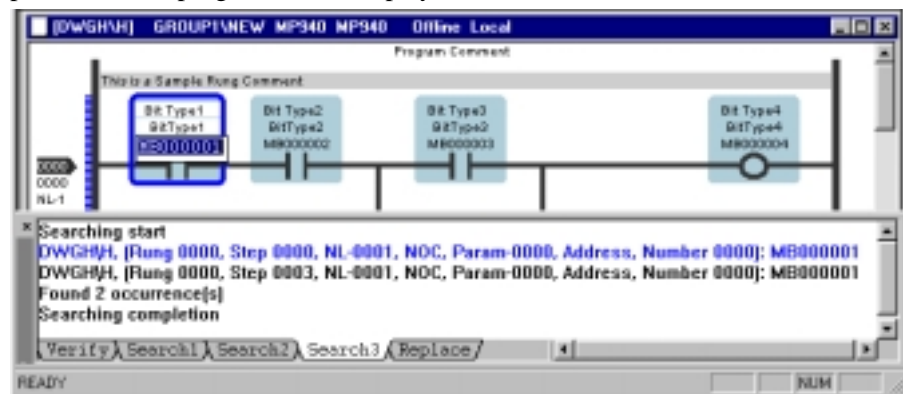 [DWGH\H] GROUP1\NEW MP940 MP940 Offline Local
Program Comment
This is a Sample Rung Comment
Bit Type1 Bit Type2 Bit Type3 Bit Type4
BitType1 BitType2 BitType3 BitType4
MB000001 MB000002 MB000003 MB000004
0000
0000
NL-1
Searching start
DWGH\H, [Rung 0000, Step 0000, NL-0001, NOC, Param-0000, Address, Number 0000]: MB000001
DWGH\H, [Rung 0000, Step 0003, NL-0001, NOC, Param-0000, Address, Number 0000]: MB000001
Found 2 occurrence(s)
Searching completion
Verify Search1 Search2 Search3 Replace
READY NUM